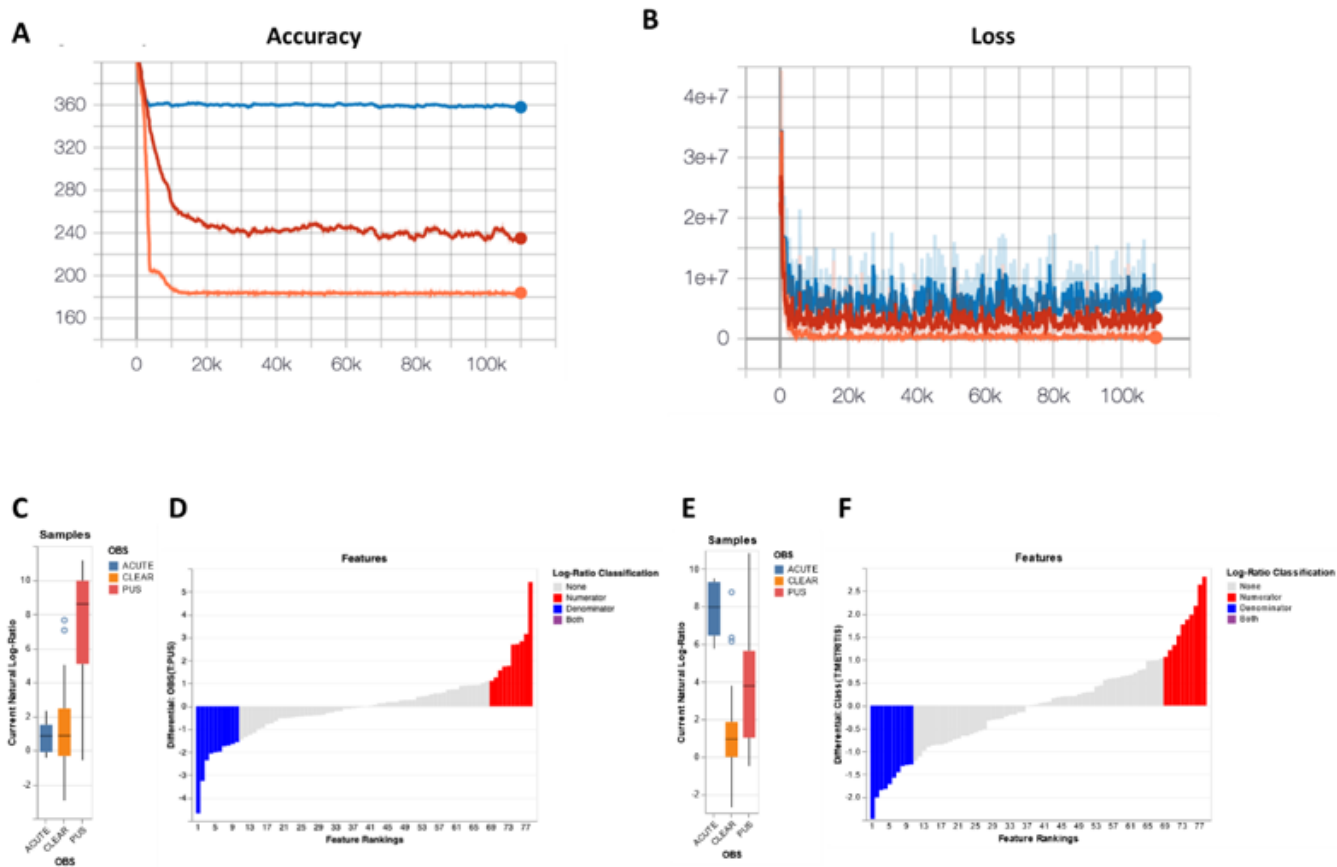 A
Accuracy
B
Loss
360
320
280
240
200
160
0
20k
40k
60k
80k
100k
4e+7
3e+7
2e+7
1e+7
0
0
20k
40k
60k
80k
100k
C
D
E
F
Samples
Current Natural Log-Ratio
10
8
6
4
2
0
-2
ACUTE
CLEAR
PUS
OBS
OBS
ACUTE
CLEAR
PUS
Features
Differential: OBS(T.PUS)
5
4
3
2
1
0
-1
-2
-3
-4
1
5
9
13
17
21
25
29
33
37
41
45
49
53
57
61
65
69
73
77
Feature Rankings
Log-Ratio Classification
None
Numerator
Denominator
Both
Samples
Current Natural Log-Ratio
10
8
6
4
2
0
-2
ACUTE
CLEAR
PUS
OBS
OBS
ACUTE
CLEAR
PUS
Features
Differential: Class(T.METRITIS)
2.5
2.0
1.5
1.0
0.5
0.0
-0.5
-1.0
-1.5
-2.0
1
5
9
13
17
21
25
29
33
37
41
45
49
53
57
61
65
69
73
77
Feature Rankings
Log-Ratio Classification
None
Numerator
Denominator
Both